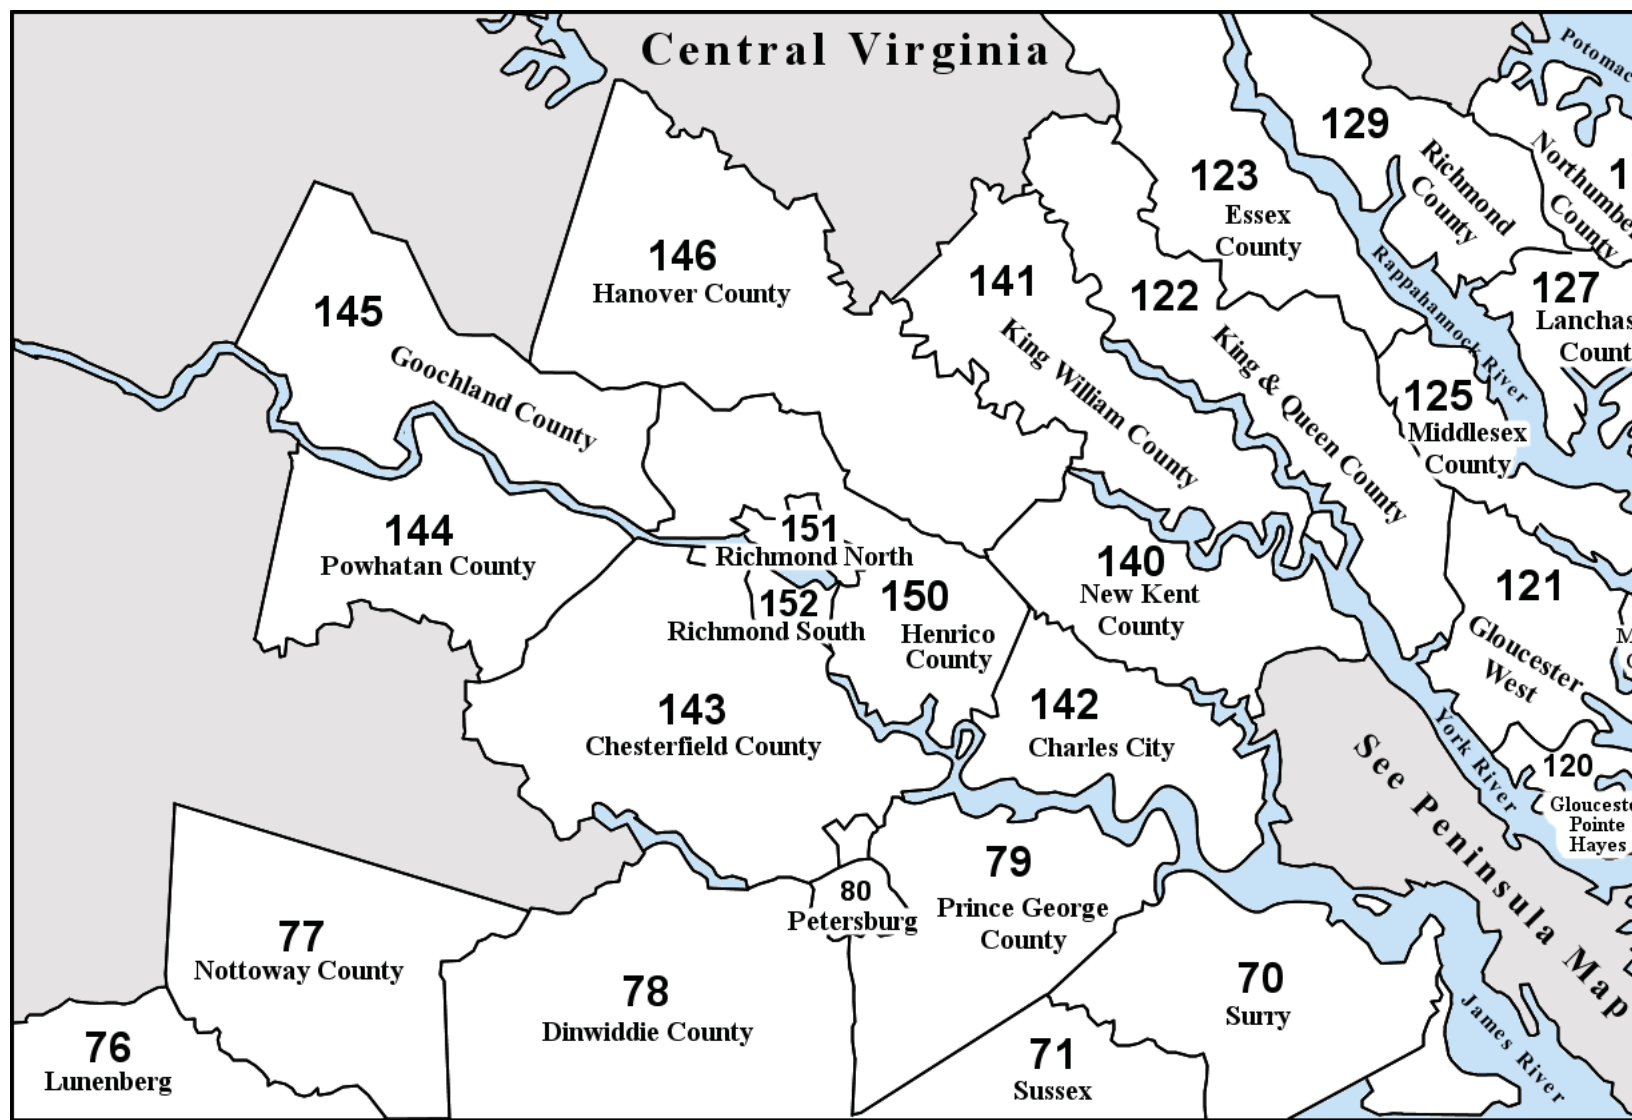 Central Virginia
Potomac
129
Richmond
County
Northumbe
County
1
123
Essex
County
146
Hanover County
141
King William County
122
King & Queen County
Rappahannock River
127
Lanchas
Count
145
Goochland County
125
Middlesex
County
144
Powhatan County
151
Richmond North
152
Richmond South
150
Henrico
County
140
New Kent
County
121
Gloucester
West
M
C
143
Chesterfield County
142
Charles City
York River
See Peninsula Map
120
Glouceste
Pointe
Hayes
79
Prince George
County
80
Petersburg
77
Nottoway County
78
Dinwiddie County
70
Surry
James River
76
Lunenberg
71
Sussex